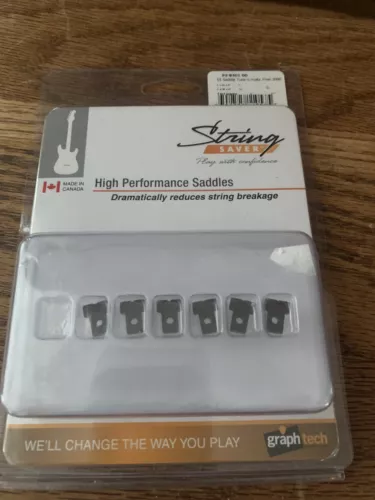 String
SAVER
Play with confidence
MADE IN
CANADA
High Performance Saddles
Dramatically reduces string breakage
WE'LL CHANGE THE WAY YOU PLAY
graph tech